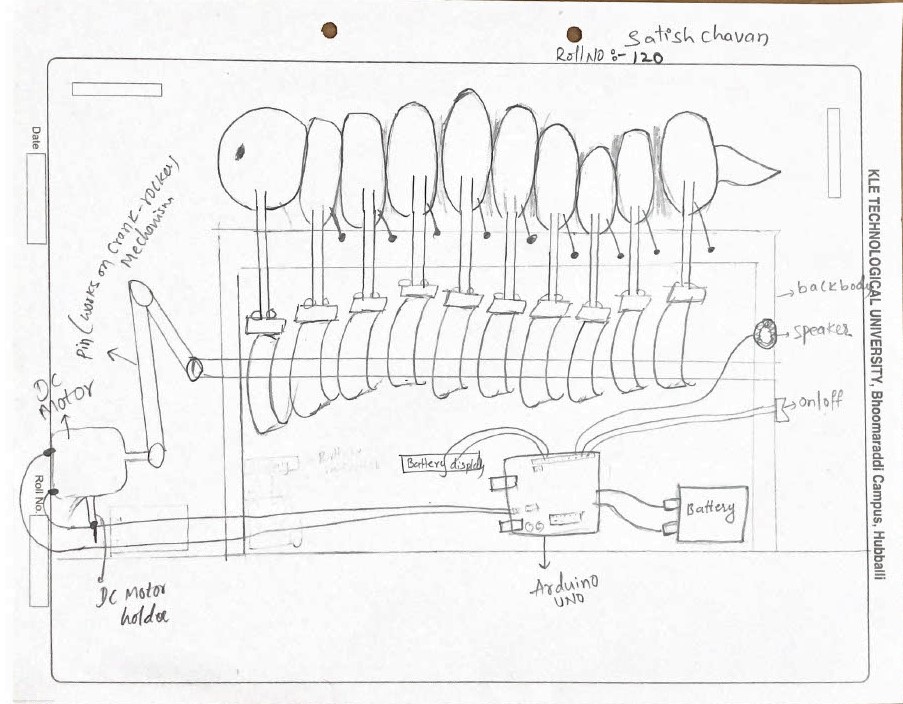 Satish Chavan
Roll NO :- 120
Date
Pin (works on Crank-rocker
Mechanism
KLE TECHNOLOGICAL UNIVERSITY, Bhoomaraddi Campus, Hubballi
backbody
speaker
on/off
DC
Motor
Battery display
Battery
Roll No.
Arduino
UNO
DC Motor
holder